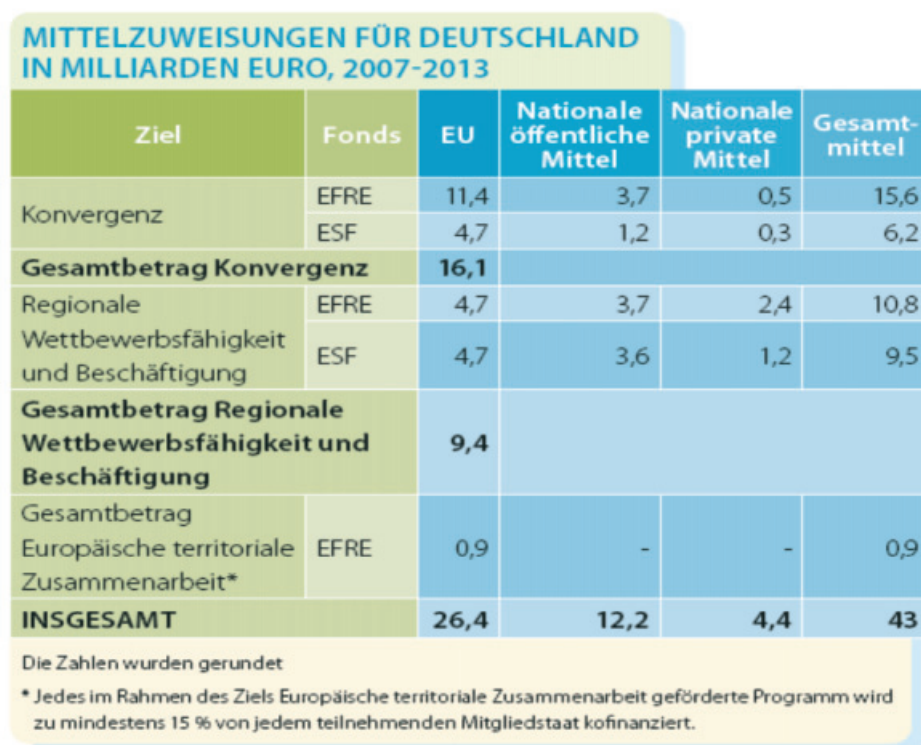 MITTELZUWEISUNGEN FÜR DEUTSCHLAND
IN MILLIARDEN EURO, 2007-2013
Ziel Fonds EU Nationale öffentliche Mittel Nationale private Mittel Gesamt-mittel
Konvergenz EFRE 11,4 3,7 0,5 15,6
ESF 4,7 1,2 0,3 6,2
Gesamtbetrag Konvergenz 16,1
Regionale EFRE 4,7 3,7 2,4 10,8
Wettbewerbsfähigkeit
und Beschäftigung ESF 4,7 3,6 1,2 9,5
Gesamtbetrag Regionale
Wettbewerbsfähigkeit und 9,4
Beschäftigung
Gesamtbetrag
Europäische territoriale EFRE 0,9 - - 0,9
Zusammenarbeit*
INSGESAMT 26,4 12,2 4,4 43
Die Zahlen wurden gerundet
* Jedes im Rahmen des Ziels Europäische territoriale Zusammenarbeit geförderte Programm wird
zu mindestens 15 % von jedem teilnehmenden Mitgliedstaat kofinanziert.